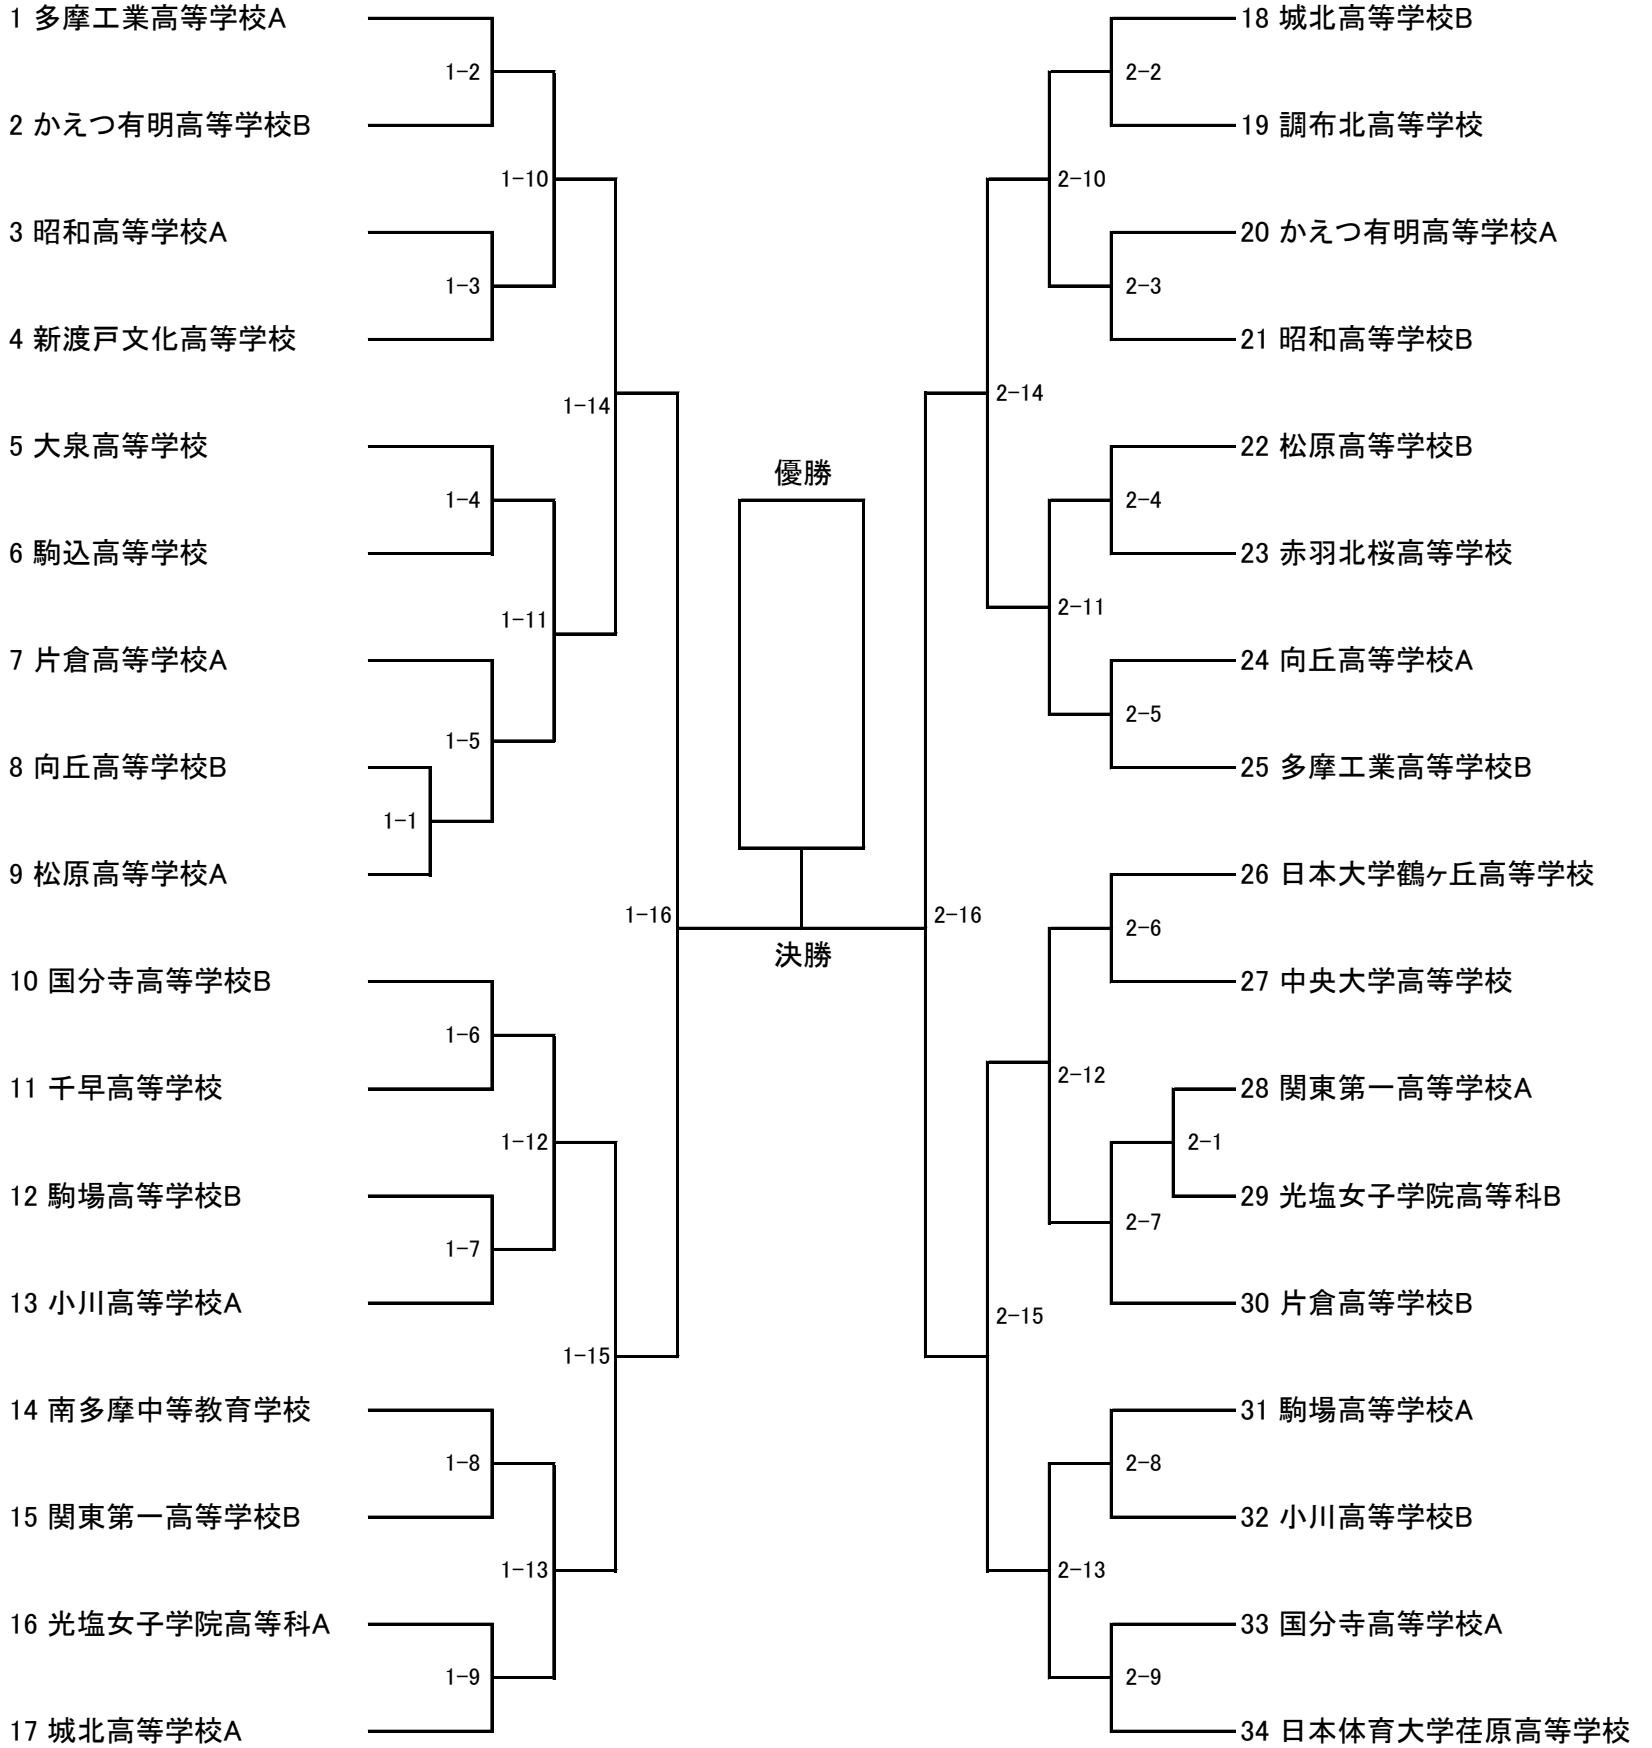 1 多摩工業高等学校A
1-2
2 かえつ有明高等学校B
1-10
3 昭和高等学校A
1-3
4 新渡戸文化高等学校
1-14
5 大泉高等学校
1-4
6 駒込高等学校
1-11
7 片倉高等学校A
1-5
8 向丘高等学校B
1-1
9 松原高等学校A
1-16
10 国分寺高等学校B
1-6
11 千早高等学校
1-12
12 駒場高等学校B
1-7
13 小川高等学校A
1-15
14 南多摩中等教育学校
1-8
15 関東第一高等学校B
1-13
16 光塩女子学院高等科A
1-9
17 城北高等学校A
優勝
決勝
18 城北高等学校B
2-2
19 調布北高等学校
2-10
20 かえつ有明高等学校A
2-3
21 昭和高等学校B
2-14
22 松原高等学校B
2-4
23 赤羽北桜高等学校
2-11
24 向丘高等学校A
2-5
25 多摩工業高等学校B
26 日本大学鶴ヶ丘高等学校
2-16
2-6
27 中央大学高等学校
2-12
28 関東第一高等学校A
2-1
29 光塩女子学院高等科B
2-7
30 片倉高等学校B
2-15
31 駒場高等学校A
2-8
32 小川高等学校B
2-13
33 国分寺高等学校A
2-9
34 日本体育大学荏原高等学校